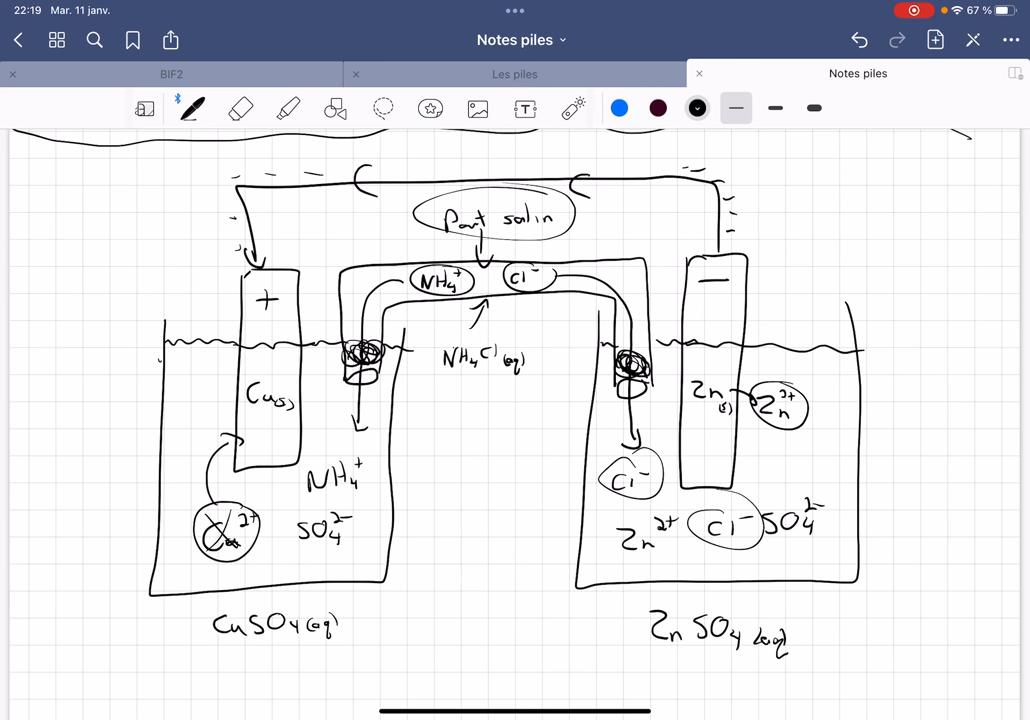 22:19 Mar. 11 janv.
67 %
Notes piles
BIF2
Les piles
Notes piles
T
Pont salin
NH₄⁺ Cl⁻
+
−
NH₄Cl (aq)
Cu(s)
Zn(s) Zn²⁺
NH₄⁺
Cl⁻
Cu²⁺ SO₄²⁻
Zn²⁺ Cl⁻ SO₄²⁻
CuSO₄(aq)
ZnSO₄(aq)